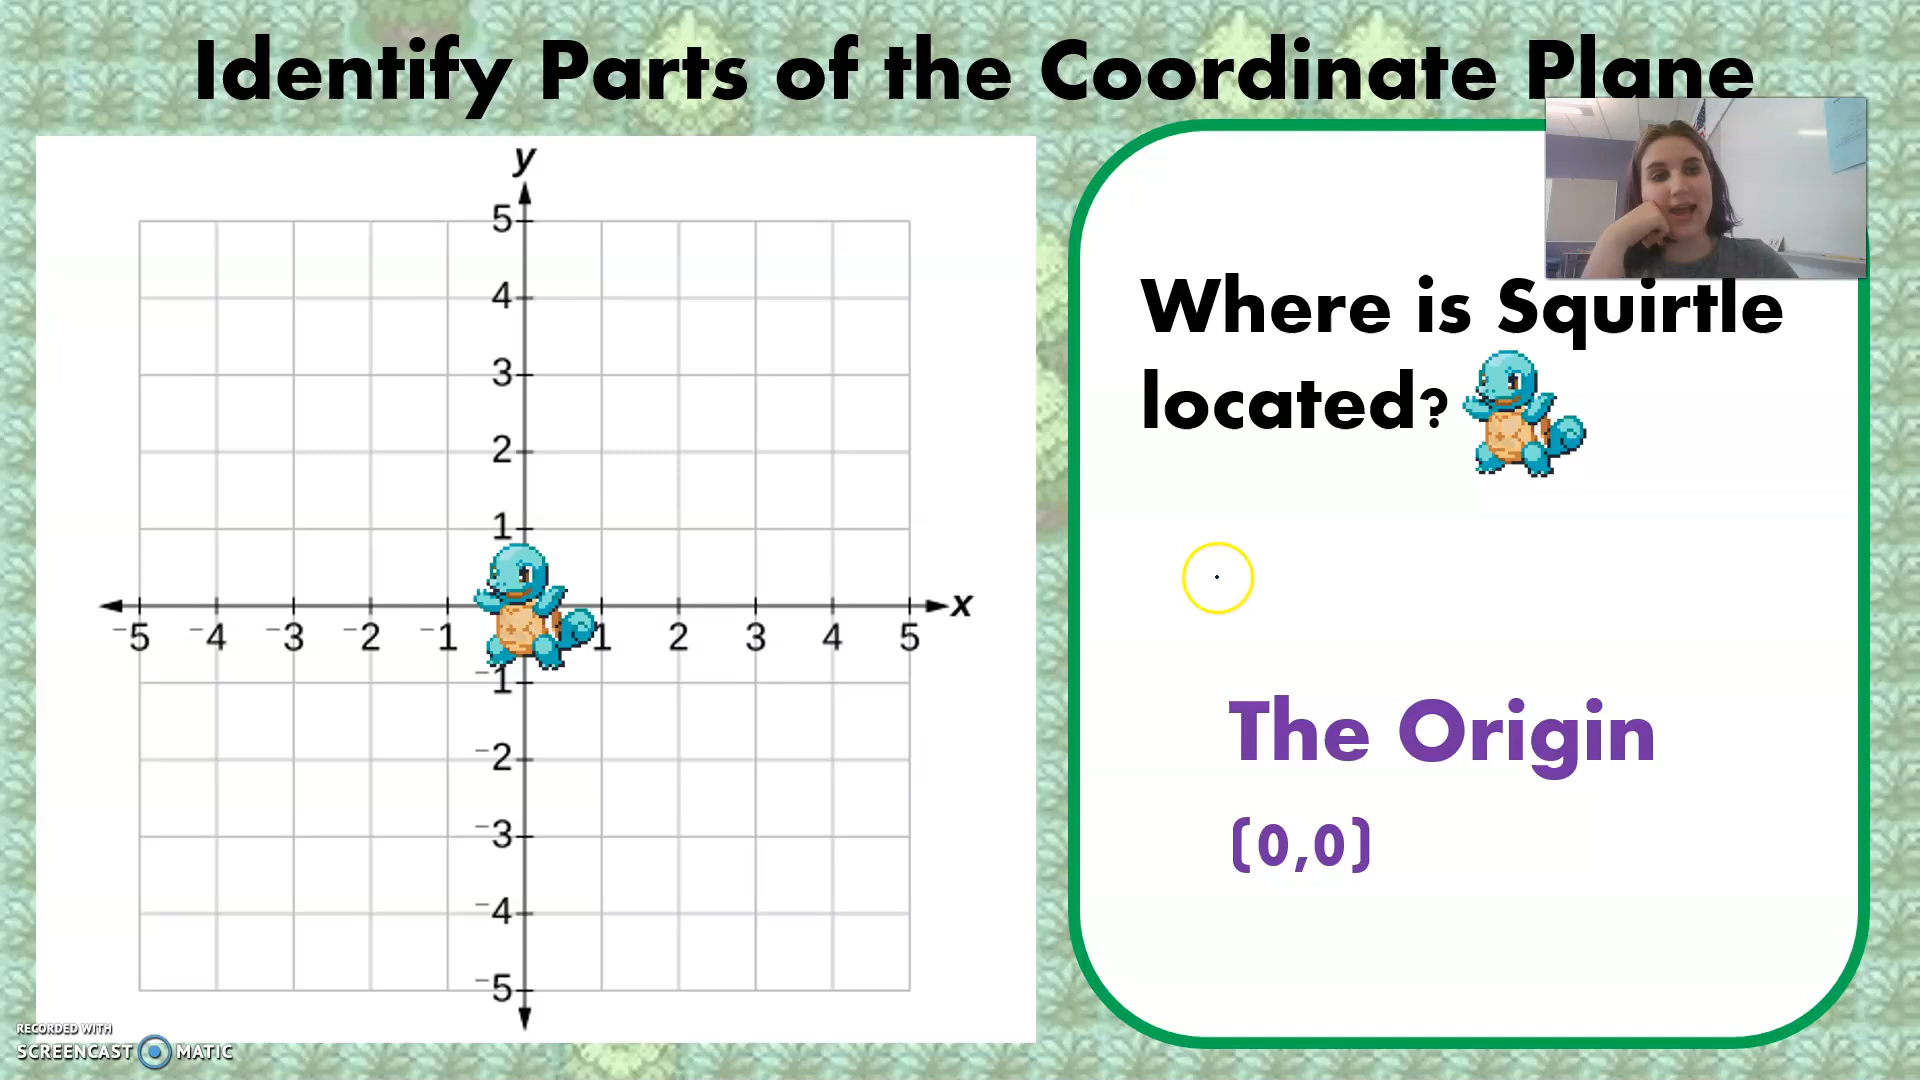 Identify Parts of the Coordinate Plane
y
5
4
3
2
1
x
-5 -4 -3 -2 -1 1 2 3 4 5
-1
-2
-3
-4
-5
Where is Squirtle
located?
The Origin
(0,0)
RECORDED WITH
SCREENCAST MATIC